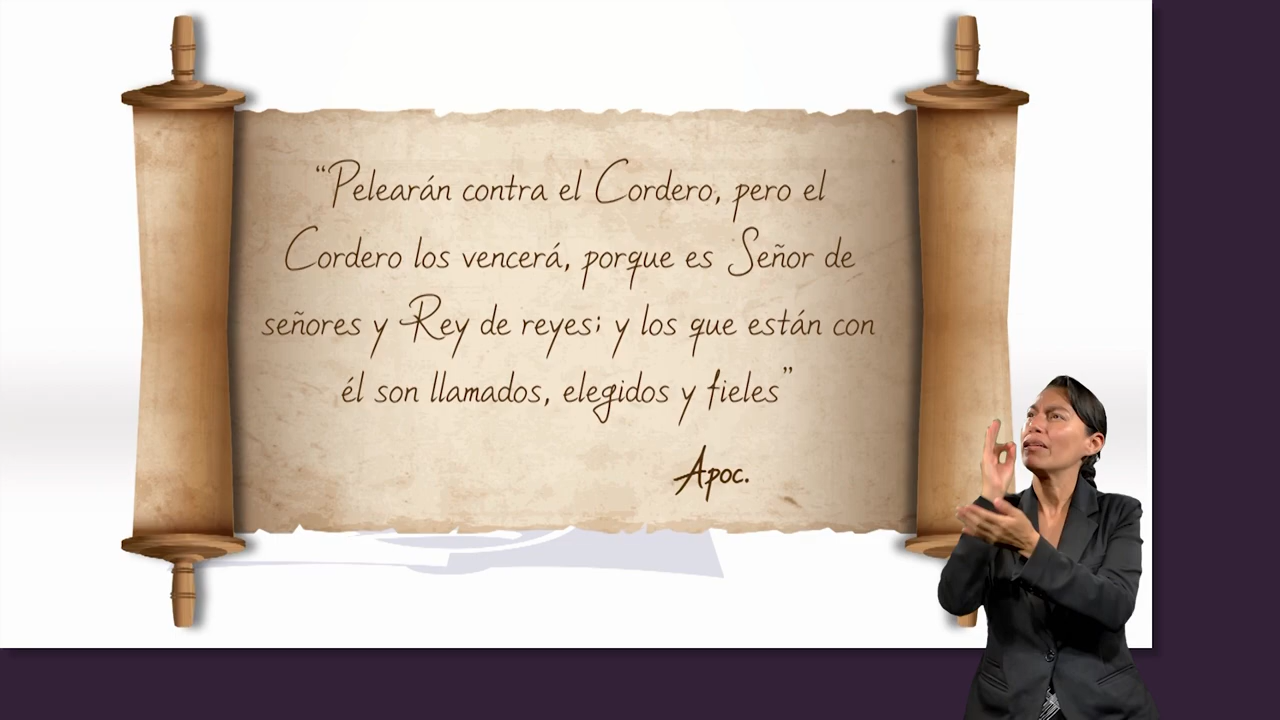 “Pelearán contra el Cordero, pero el
Cordero los vencerá, porque es Señor de
señores y Rey de reyes; y los que están con
él son llamados, elegidos y fieles”
Apoc.